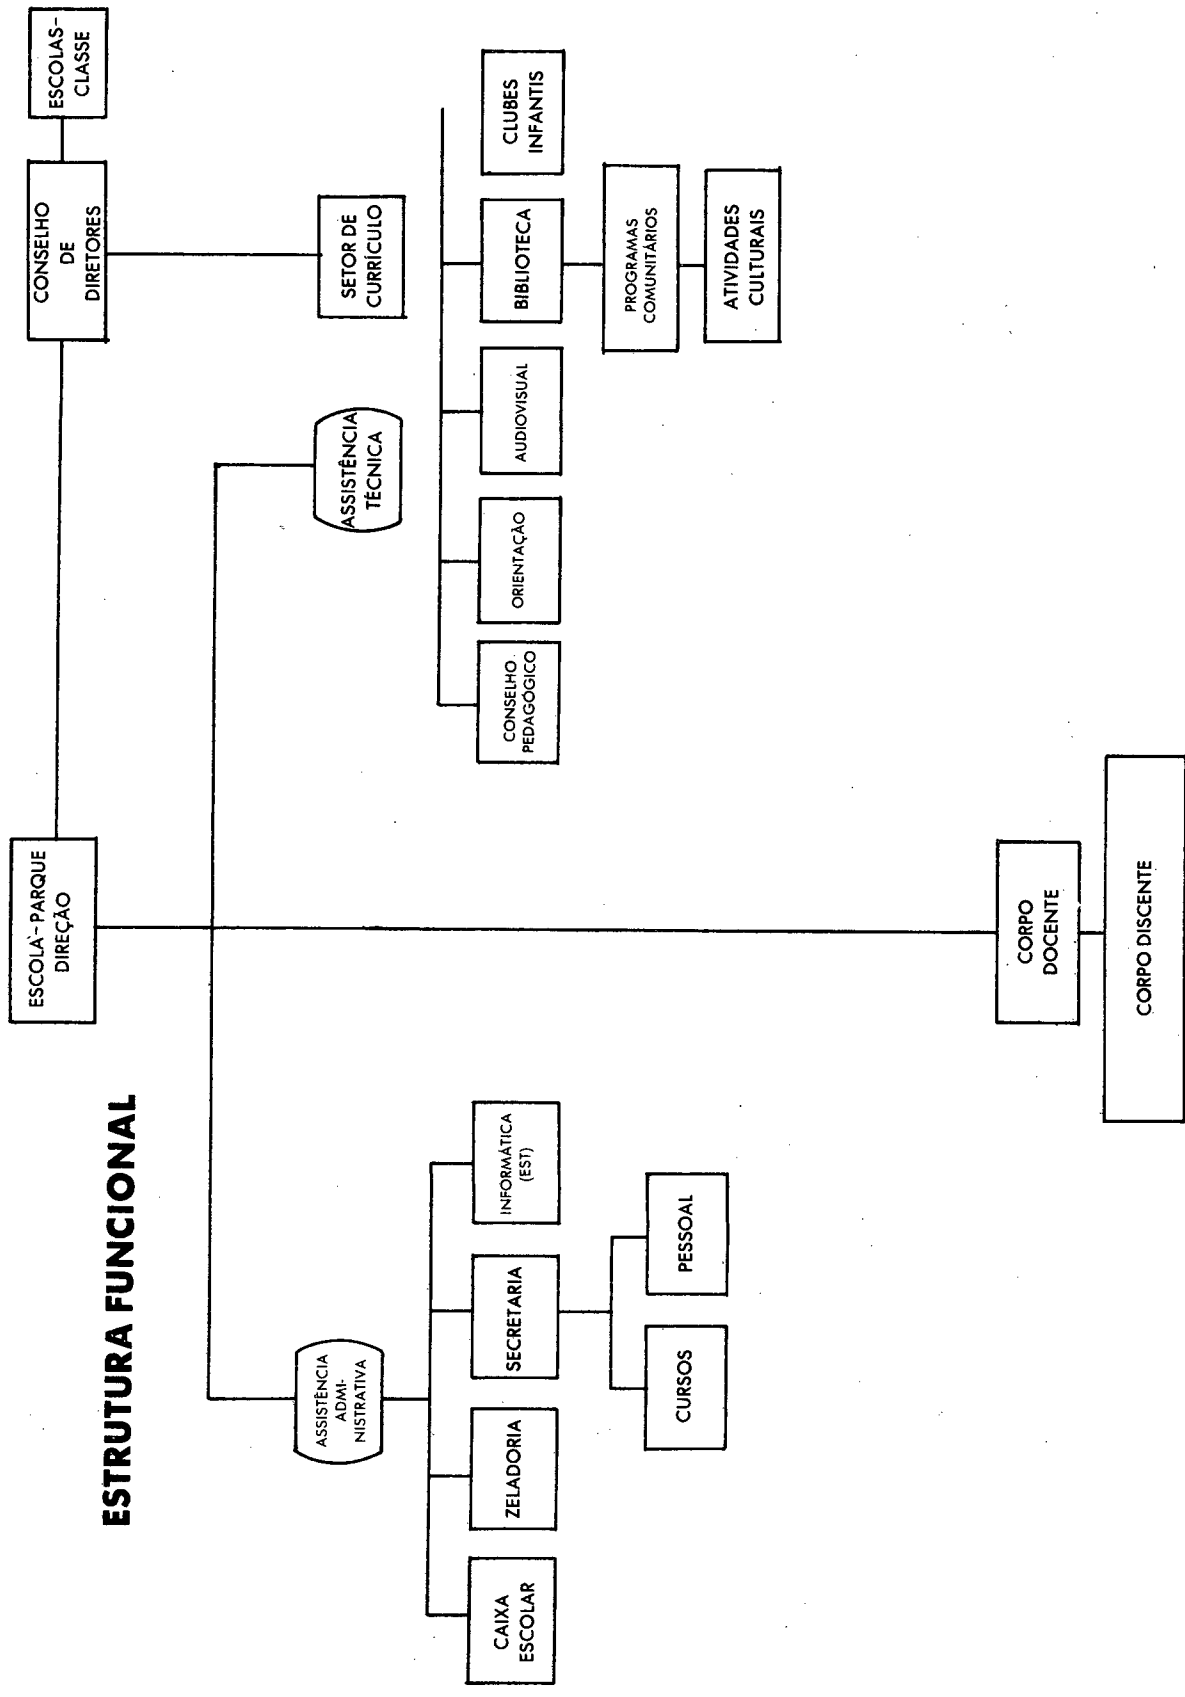 ESTRUTURA FUNCIONAL
ESCOLA-PARQUE
DIREÇÃO
CONSELHO
DE
DIRETORES
ESCOLAS-
CLASSE
ASSISTÊNCIA
ADMI-
NISTRATIVA
ASSISTÊNCIA
TÉCNICA
SETOR DE
CURRÍCULO
CAIXA
ESCOLAR
ZELADORIA
SECRETARIA
INFORMÁTICA
(EST)
CONSELHO
PEDAGÓGICO
ORIENTAÇÃO
AUDIOVISUAL
BIBLIOTECA
CLUBES
INFANTIS
CURSOS
PESSOAL
PROGRAMAS
COMUNITÁRIOS
ATIVIDADES
CULTURAIS
CORPO
DOCENTE
CORPO DISCENTE